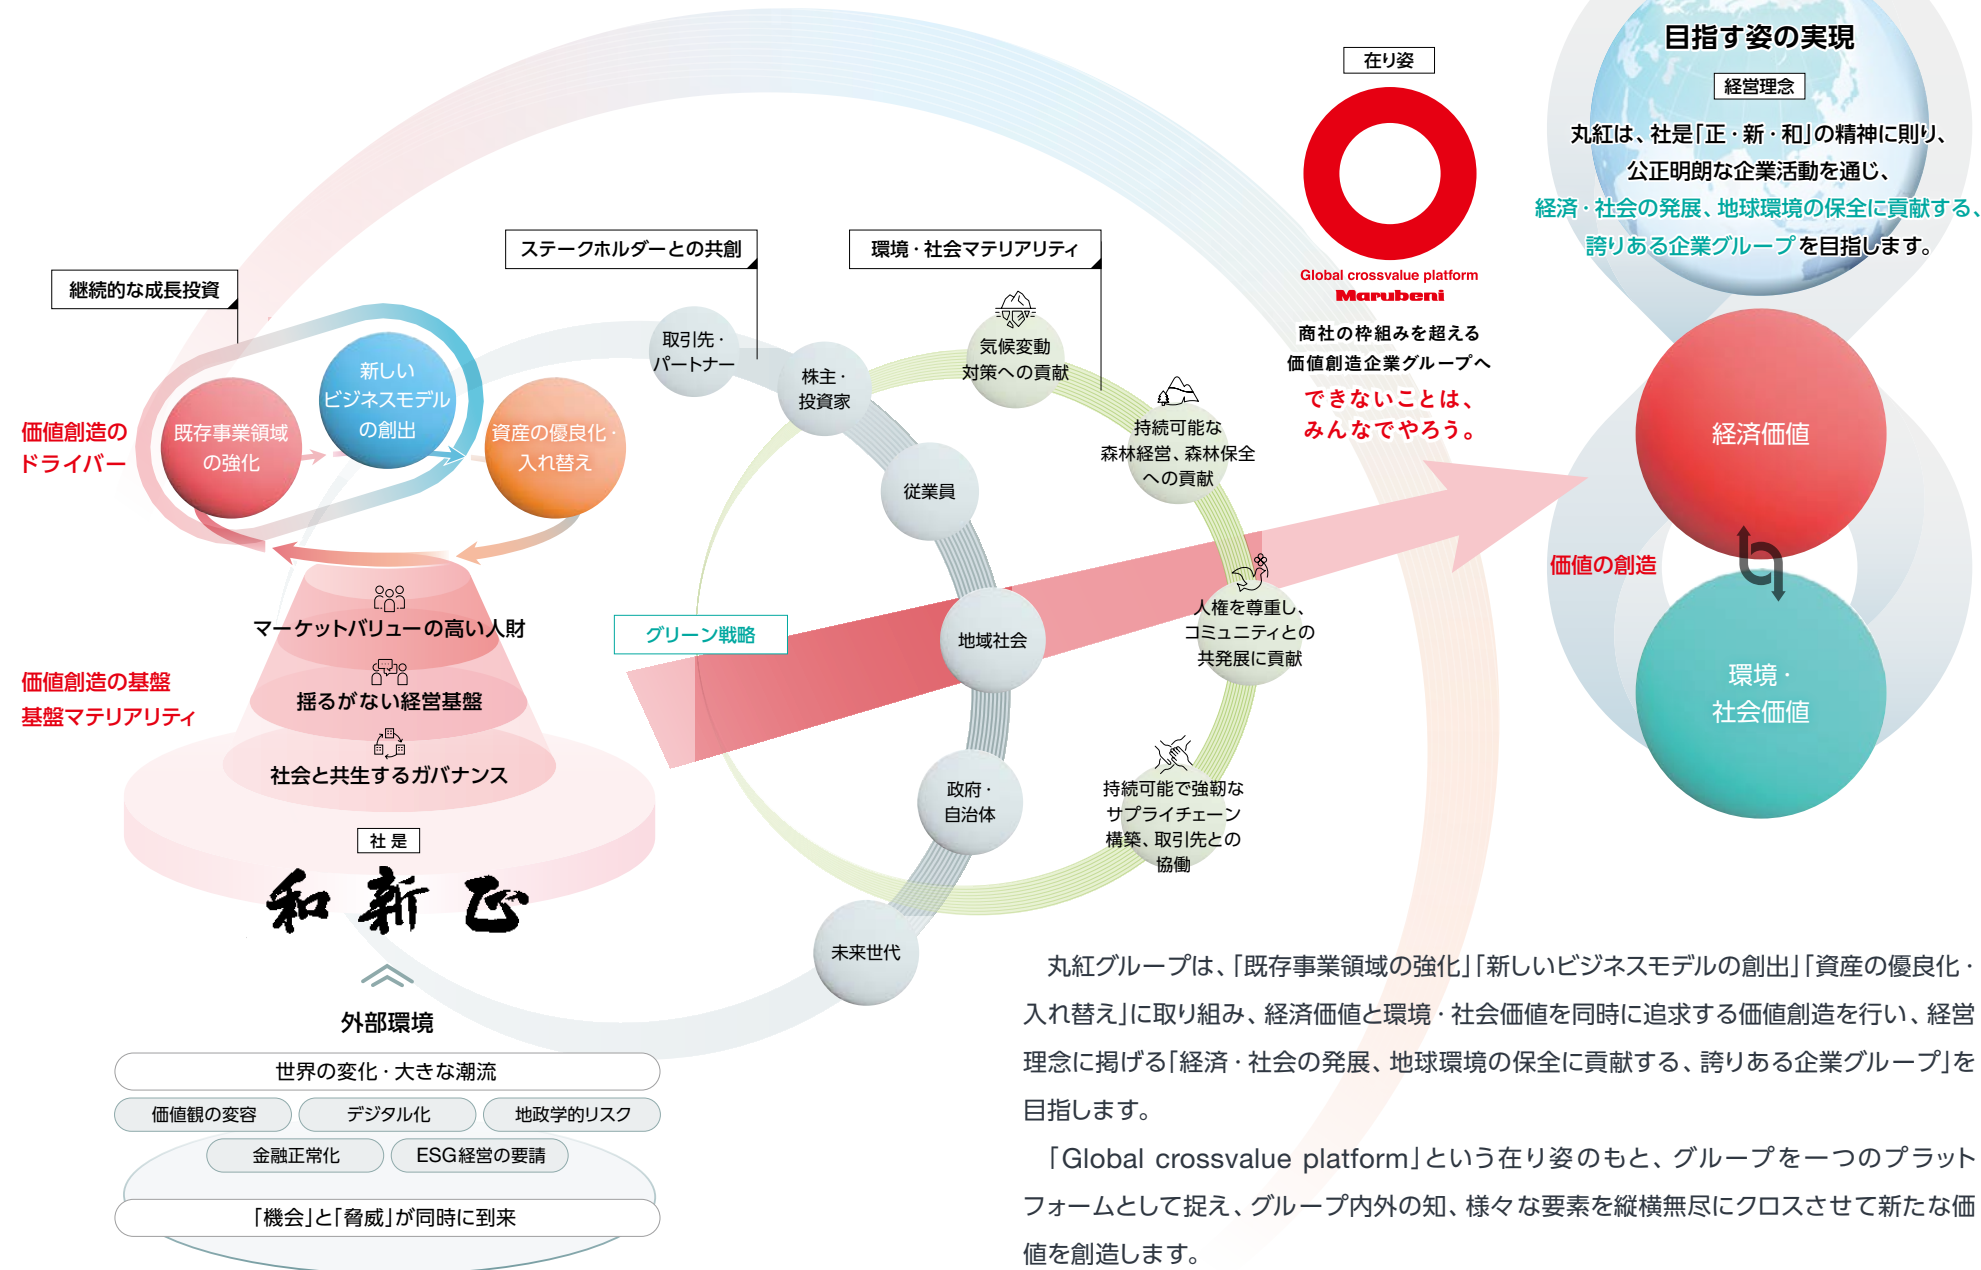 目指す姿の実現
経営理念
丸紅は、社是「正・新・和」の精神に則り、
公正明朗な企業活動を通じ、
経済・社会の発展、地球環境の保全に貢献する、
誇りある企業グループを目指します。
在り姿
Global crossvalue platform
Marubeni
商社の枠組みを超える
価値創造企業グループへ
できないことは、
みんなでやろう。
継続的な成長投資
ステークホルダーとの共創
環境・社会マテリアリティ
価値創造の
ドライバー
既存事業領域
の強化
新しい
ビジネスモデル
の創出
資産の優良化・
入れ替え
取引先・
パートナー
株主・
投資家
従業員
地域社会
政府・
自治体
未来世代
気候変動
対策への貢献
持続可能な
森林経営、森林保全
への貢献
人権を尊重し、
コミュニティとの
共発展に貢献
持続可能で強靭な
サプライチェーン
構築、取引先との
協働
グリーン戦略
価値の創造
経済価値
環境・
社会価値
価値創造の基盤
基盤マテリアリティ
マーケットバリューの高い人財
揺るがない経営基盤
社会と共生するガバナンス
社是
和 新 正
外部環境
世界の変化・大きな潮流
価値観の変容
デジタル化
地政学的リスク
金融正常化
ESG経営の要請
「機会」と「脅威」が同時に到来
丸紅グループは、「既存事業領域の強化」「新しいビジネスモデルの創出」「資産の優良化・
入れ替え」に取り組み、経済価値と環境・社会価値を同時に追求する価値創造を行い、経営
理念に掲げる「経済・社会の発展、地球環境の保全に貢献する、誇りある企業グループ」を
目指します。
「Global crossvalue platform」という在り姿のもと、グループを一つのプラット
フォームとして捉え、グループ内外の知、様々な要素を縦横無尽にクロスさせて新たな価
値を創造します。